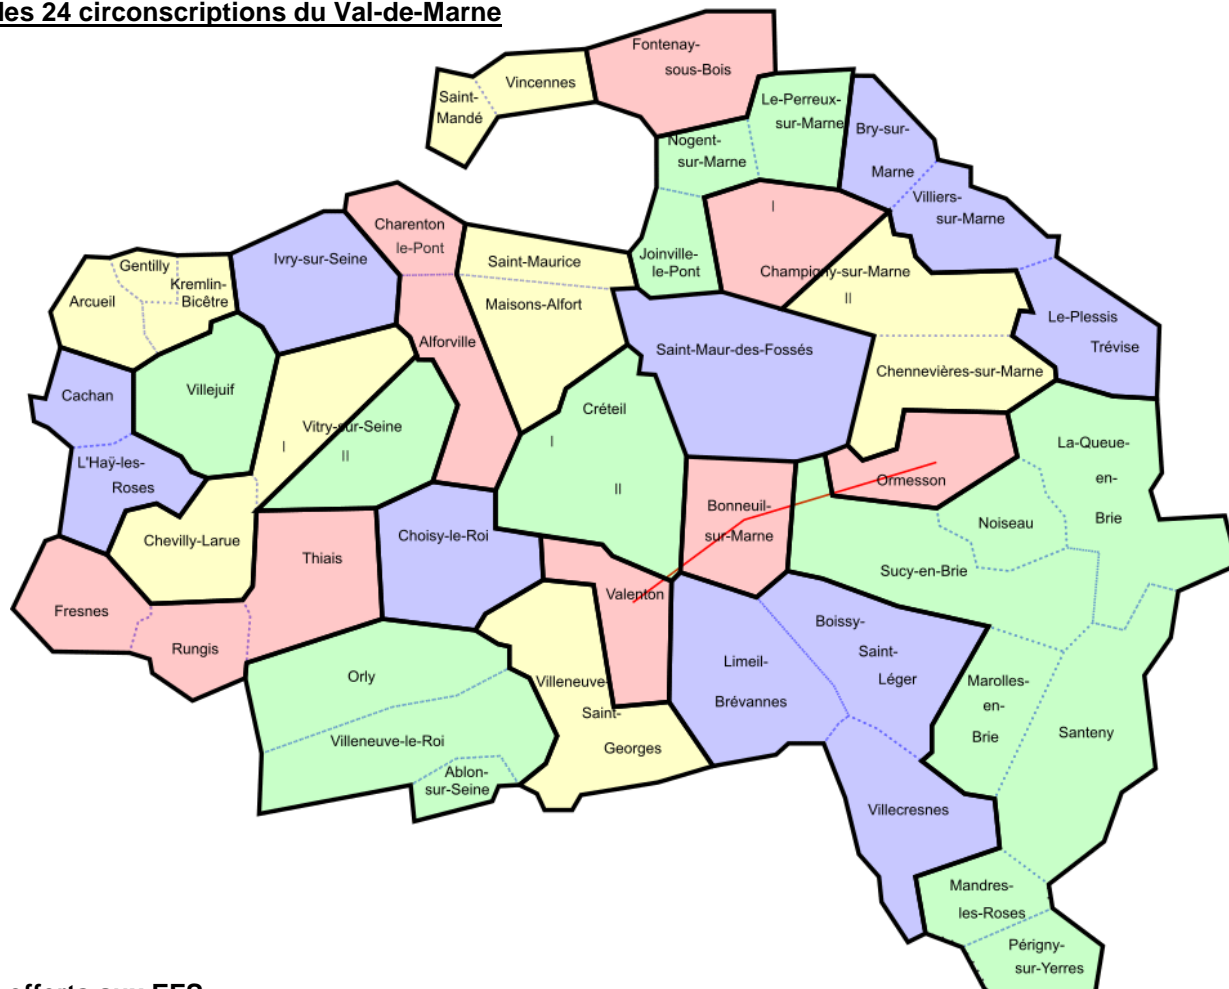 les 24 circonscriptions du Val-de-Marne
Fontenay-
sous-Bois
Vincennes
Saint-
Mandé
Le-Perreux-
sur-Marne
Bry-sur-
Marne
Nogent-
sur-Marne
Villiers-
sur-Marne
I
Charenton
le-Pont
Ivry-sur-Seine
Joinville-
le-Pont
Saint-Maurice
Champigny-sur-Marne
II
Gentilly
Kremlin-
Bicêtre
Arcueil
Maisons-Alfort
Le-Plessis
Trévise
Alforville
Saint-Maur-des-Fossés
Chennevières-sur-Marne
Cachan
Villejuif
Créteil
I
II
Vitry-sur-Seine
I
II
La-Queue-
en-
Brie
L'Haÿ-les-
Roses
Ormesson
Bonneuil-
sur-Marne
Noiseau
Chevilly-Larue
Choisy-le-Roi
Thiais
Sucy-en-Brie
Valenton
Fresnes
Boissy-
Saint-
Léger
Rungis
Limeil-
Brévannes
Orly
Villeneuve-
Saint-
Georges
Marolles-
en-
Brie
Santeny
Villeneuve-le-Roi
Ablon-
sur-Seine
Villecresnes
Mandres-
les-Roses
Périgny-
sur-Yerres